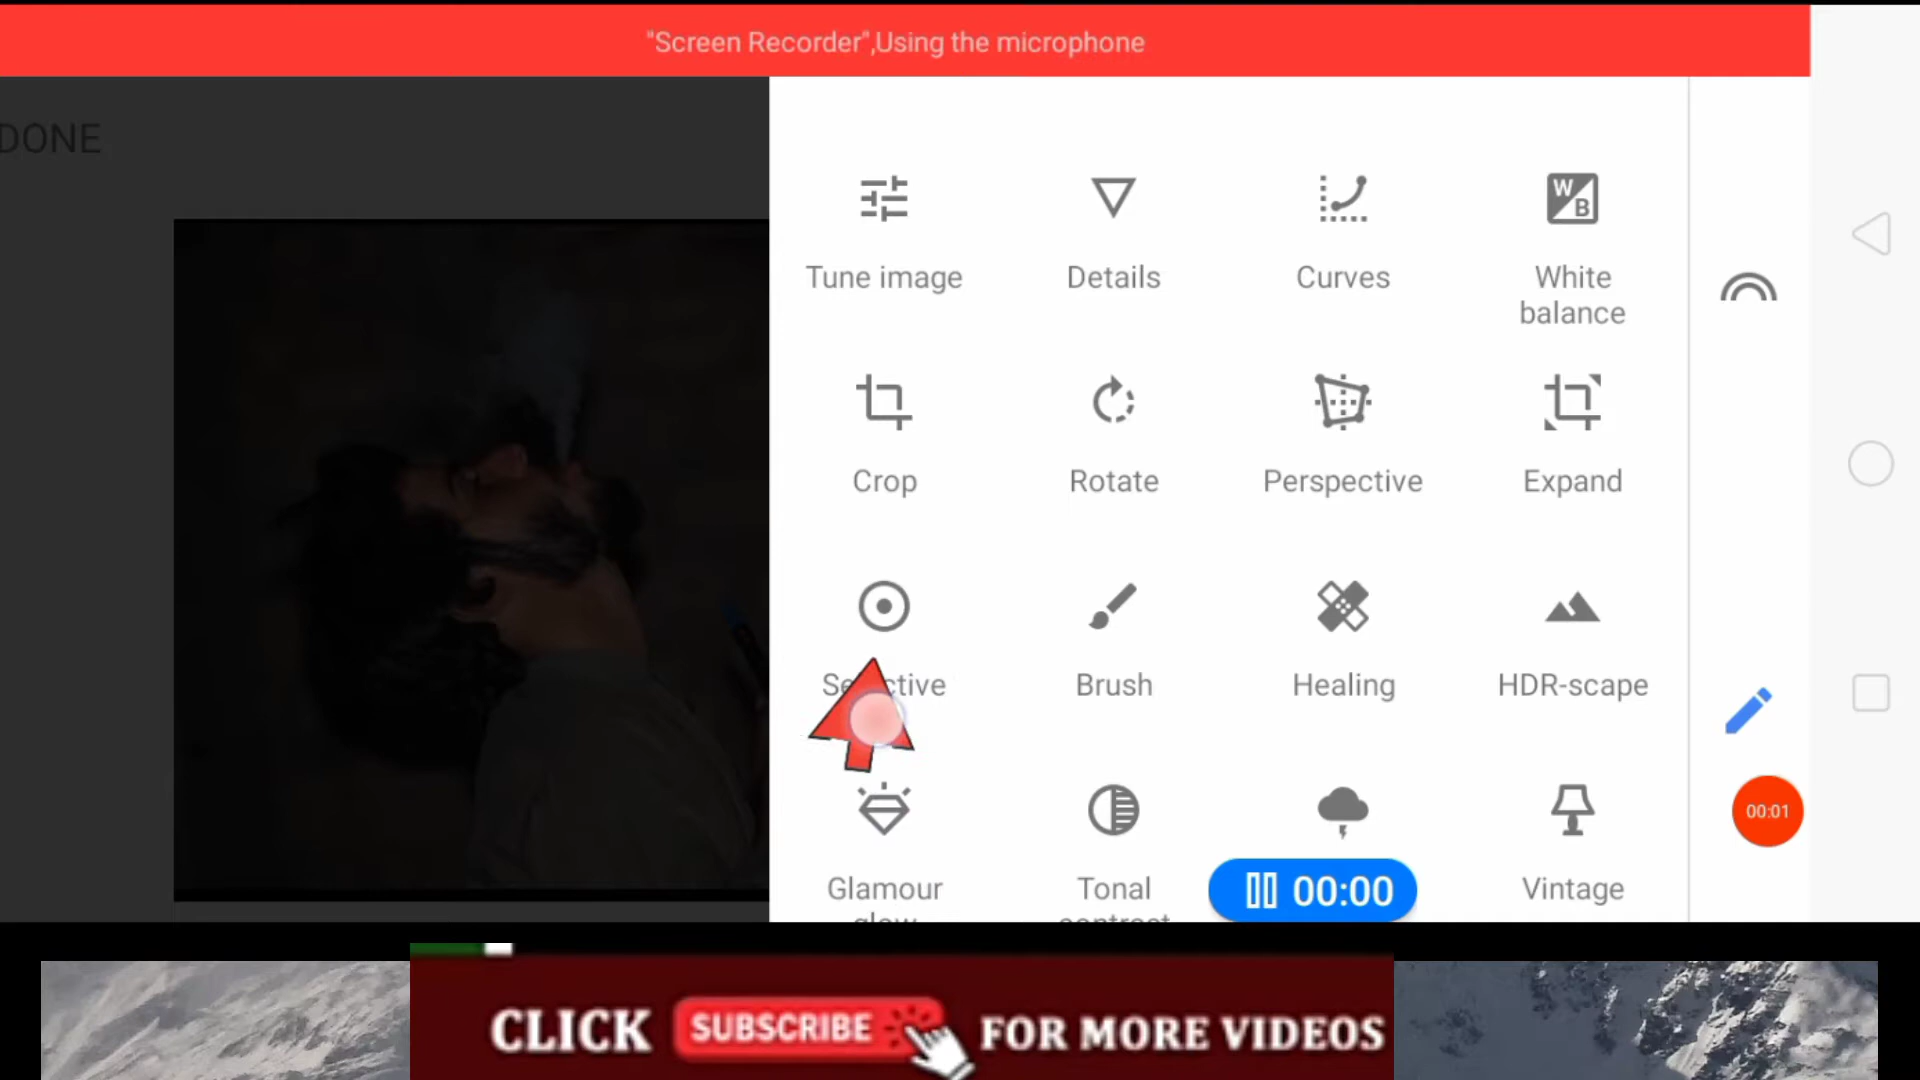 "Screen Recorder",Using the microphone
DONE
Tune image
Details
Curves
W
B
White
balance
Crop
Rotate
Perspective
Expand
Brush
Healing
HDR-scape
00:01
Glamour
Tonal
Vintage
00:00
CLICK SUBSCRIBE FOR MORE VIDEOS